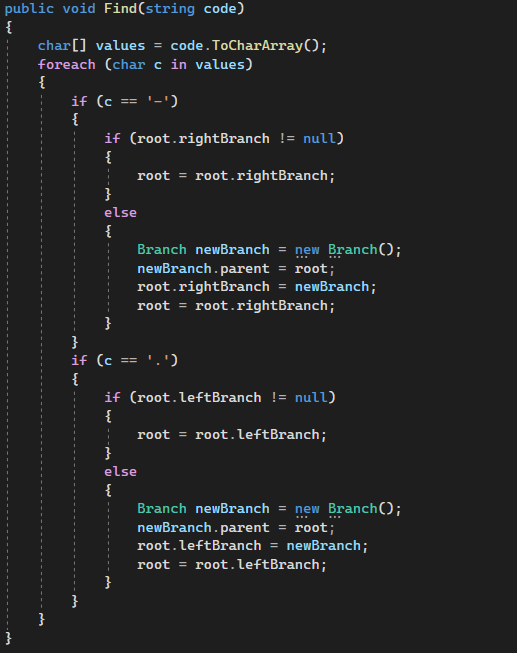 public void Find(string code)
{
    char[] values = code.ToCharArray();
    foreach (char c in values)
    {
        if (c == '-')
        {
            if (root.rightBranch != null)
            {
                root = root.rightBranch;
            }
            else
            {
                Branch newBranch = new Branch();
                newBranch.parent = root;
                root.rightBranch = newBranch;
                root = root.rightBranch;
            }
        }
        if (c == '.')
        {
            if (root.leftBranch != null)
            {
                root = root.leftBranch;
            }
            else
            {
                Branch newBranch = new Branch();
                newBranch.parent = root;
                root.leftBranch = newBranch;
                root = root.leftBranch;
            }
        }
    }
}